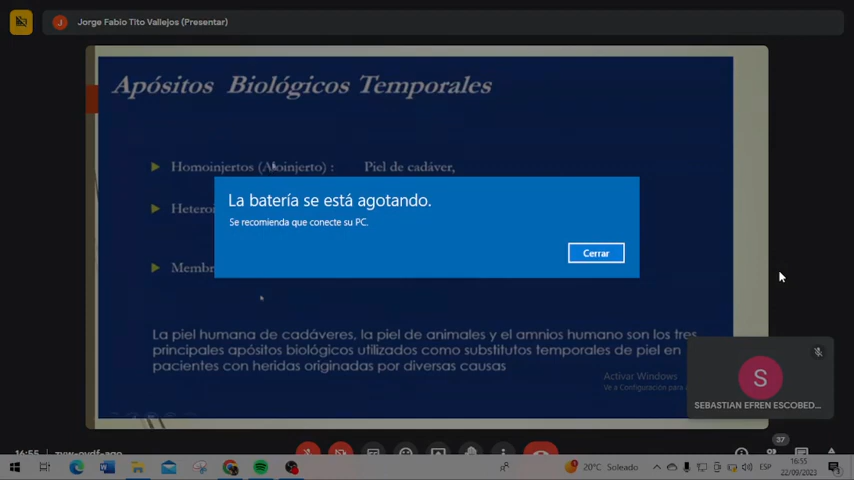 Jorge Fabio Tito Vallejos (Presentar)
Apósitos Biológicos Temporales
Homoinjertos (Aloinjerto) : Piel de cadáver,
La batería se está agotando.
Se recomienda que conecte su PC.
Cerrar
La piel humana de cadáveres, la piel de animales y el amnios humano son los tres
principales apósitos biológicos utilizados como substitutos temporales de piel en
pacientes con heridas originadas por diversas causas
Activar Windows
Ve a Configuración para
S
SEBASTIAN EFREN ESCOBED...
37
16:55
20°C Soleado
ESP
16:55
22/09/2023